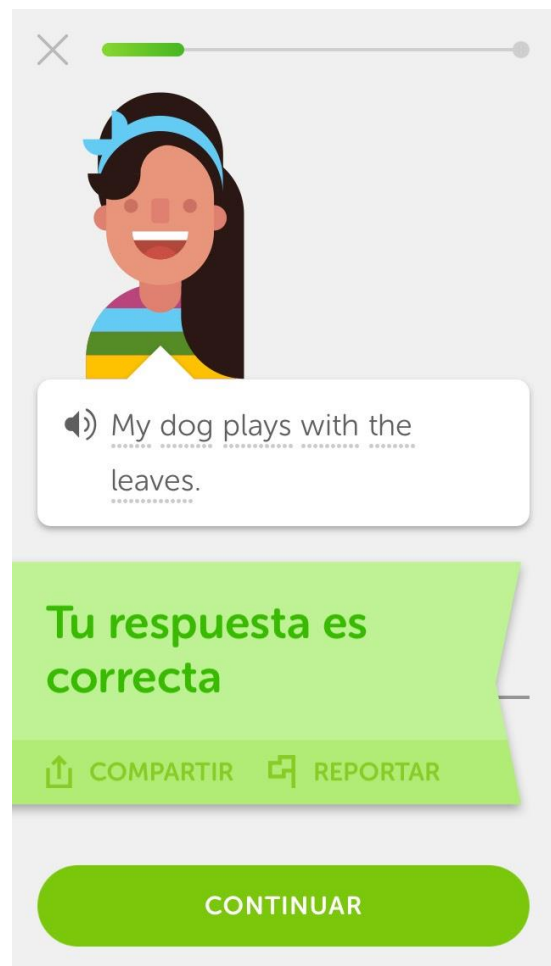 My dog plays with the
leaves.
Tu respuesta es
correcta
COMPARTIR REPORTAR
CONTINUAR